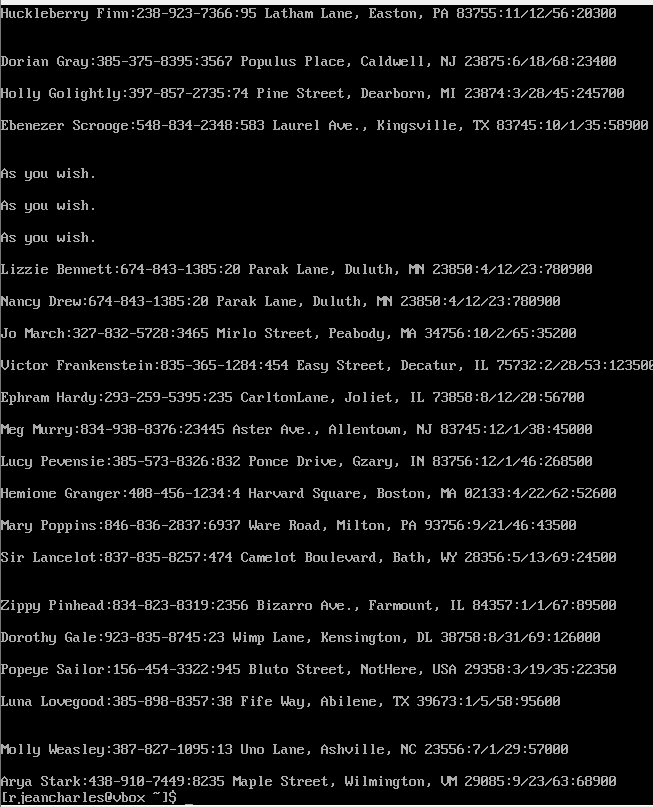 Huckleberry Finn:238-923-7366:95 Latham Lane, Easton, PA 83755:11/12/56:20300
Dorian Gray:385-375-8395:3567 Populus Place, Caldwell, NJ 23875:6/18/68:23400
Holly Golightly:397-857-2735:74 Pine Street, Dearborn, MI 23874:3/28/45:245700
Ebenezer Scrooge:548-834-2348:583 Laurel Ave., Kingsville, TX 83745:10/1/35:58900
As you wish.
As you wish.
As you wish.
Lizzie Bennett:674-843-1385:20 Parak Lane, Duluth, MN 23850:4/12/23:780900
Nancy Drew:674-843-1385:20 Parak Lane, Duluth, MN 23850:4/12/23:780900
Jo March:327-832-5728:3465 Mirlo Street, Peabody, MA 34756:10/2/65:35200
Victor Frankenstein:835-365-1284:454 Easy Street, Decatur, IL 75732:2/28/53:123500
Ephram Hardy:293-259-5395:235 CarltonLane, Joliet, IL 73858:8/12/20:56700
Meg Murry:834-938-8376:23445 Aster Ave., Allentown, NJ 83745:12/1/38:45000
Lucy Pevensie:385-573-8326:832 Ponce Drive, Gzary, IN 83756:12/1/46:268500
Hemione Granger:408-456-1234:4 Harvard Square, Boston, MA 02133:4/22/62:52600
Mary Poppins:846-836-2837:6937 Ware Road, Milton, PA 93756:9/21/46:43500
Sir Lancelot:837-835-8257:474 Camelot Boulevard, Bath, WY 28356:5/13/69:24500
Zippy Pinhead:834-823-8319:2356 Bizarro Ave., Farmount, IL 84357:1/1/67:89500
Dorothy Gale:923-835-8745:23 Wimp Lane, Kensington, DL 38758:8/31/69:126000
Popeye Sailor:156-454-3322:945 Bluto Street, NotHere, USA 29358:3/19/35:22350
Luna Lovegood:385-898-8357:38 Fife Way, Abilene, TX 39673:1/5/58:95600
Molly Weasley:387-827-1095:13 Uno Lane, Ashville, NC 23556:7/1/29:57000
Arya Stark:438-910-7449:8235 Maple Street, Wilmington, VM 29085:9/23/63:68900
[rjeancharles@vbox ~]$ _